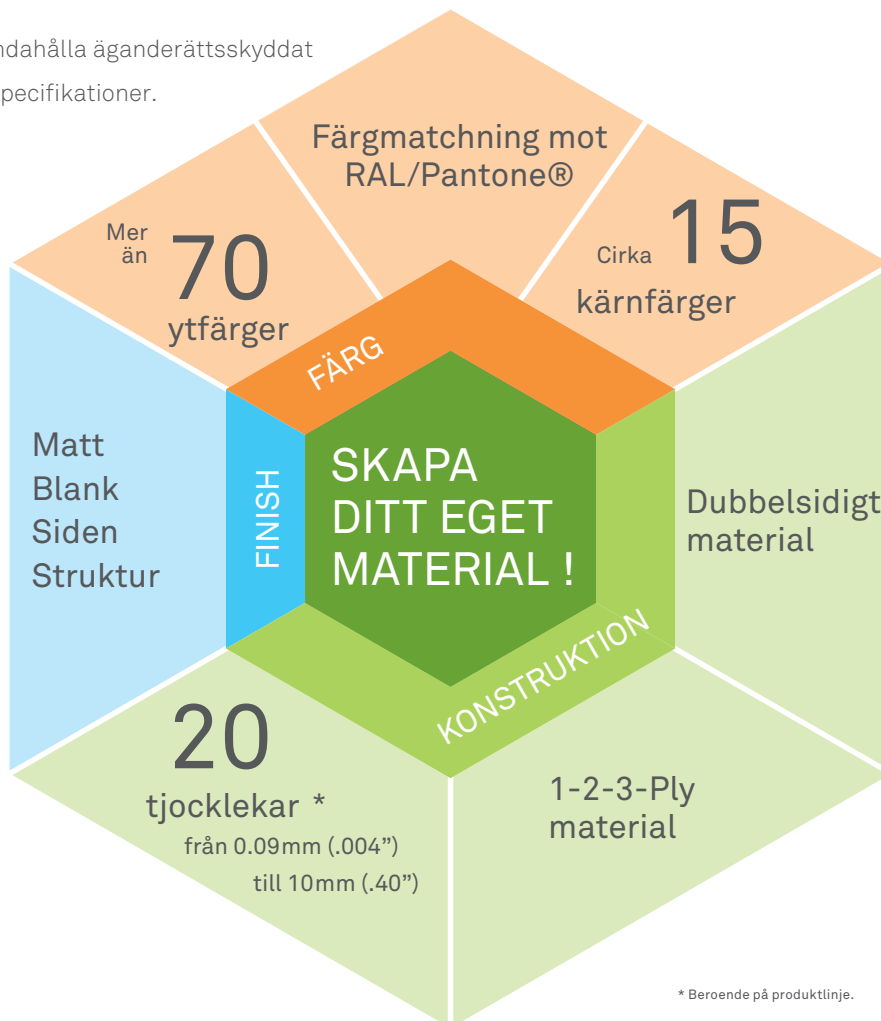 ndahålla äganderättsskyddat
pecifikationer.
Färgmatchning mot
RAL/Pantone®
Mer
än
70
ytfärger
Cirka 15
kärnfärger
FÄRG
Matt
Blank
Siden
Struktur
FINISH
SKAPA
DITT EGET
MATERIAL !
Dubbelsidigt
material
KONSTRUKTION
20
tjocklekar *
från 0.09mm (.004”)
till 10mm (.40”)
1-2-3-Ply
material
* Beroende på produktlinje.